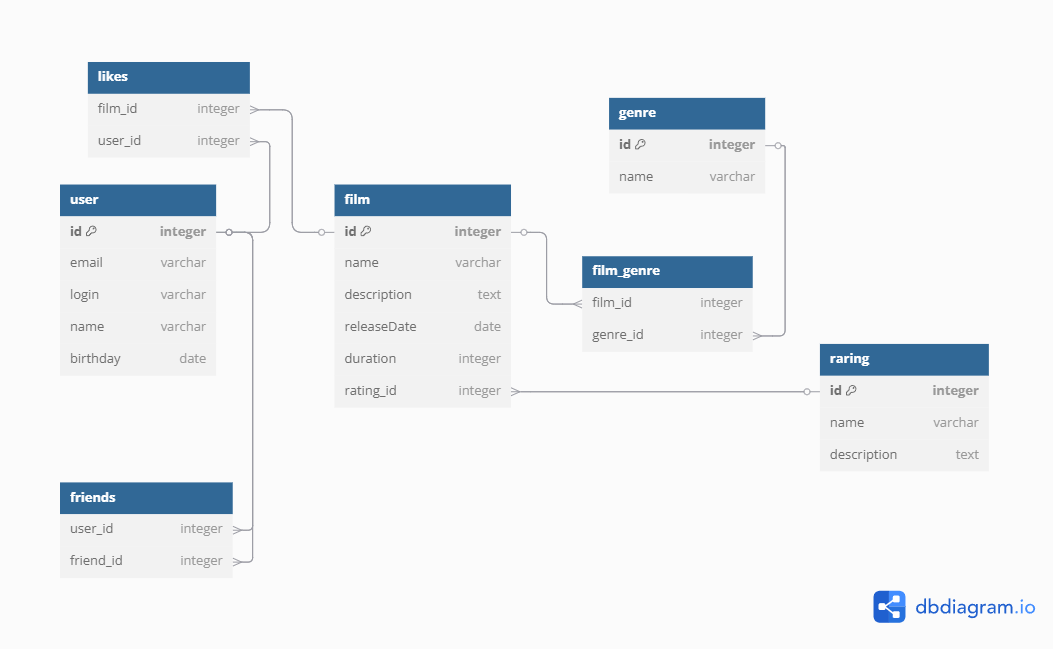 likes
film_id integer
user_id integer
user
id integer
email varchar
login varchar
name varchar
birthday date
friends
user_id integer
friend_id integer
film
id integer
name varchar
description text
releaseDate date
duration integer
rating_id integer
genre
id integer
name varchar
film_genre
film_id integer
genre_id integer
raring
id integer
name varchar
description text
dbdiagram.io